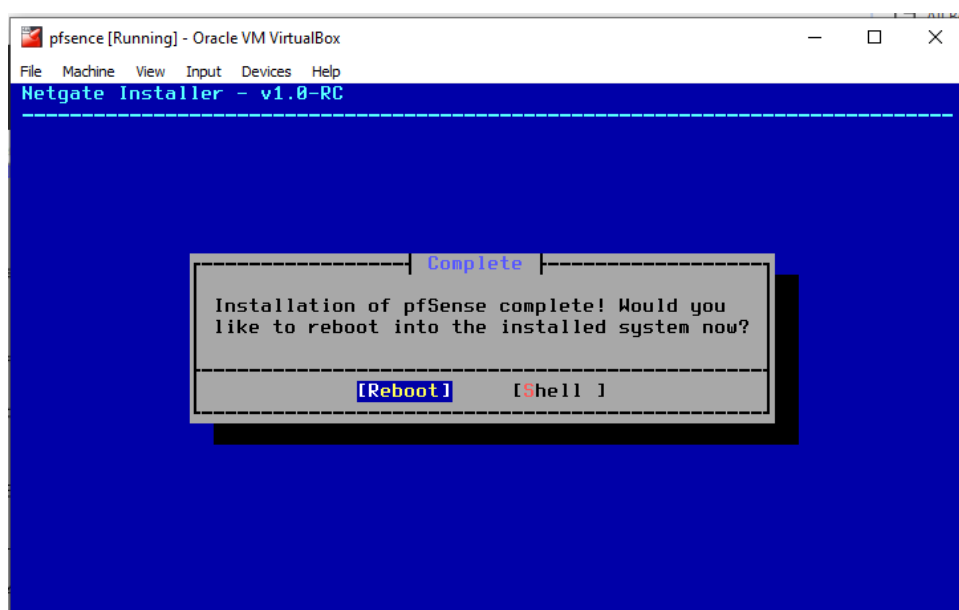 pfsence [Running] - Oracle VM VirtualBox
File Machine View Input Devices Help
Netgate Installer - v1.0-RC
Complete
Installation of pfSense complete! Would you
like to reboot into the installed system now?
[Reboot] [Shell ]